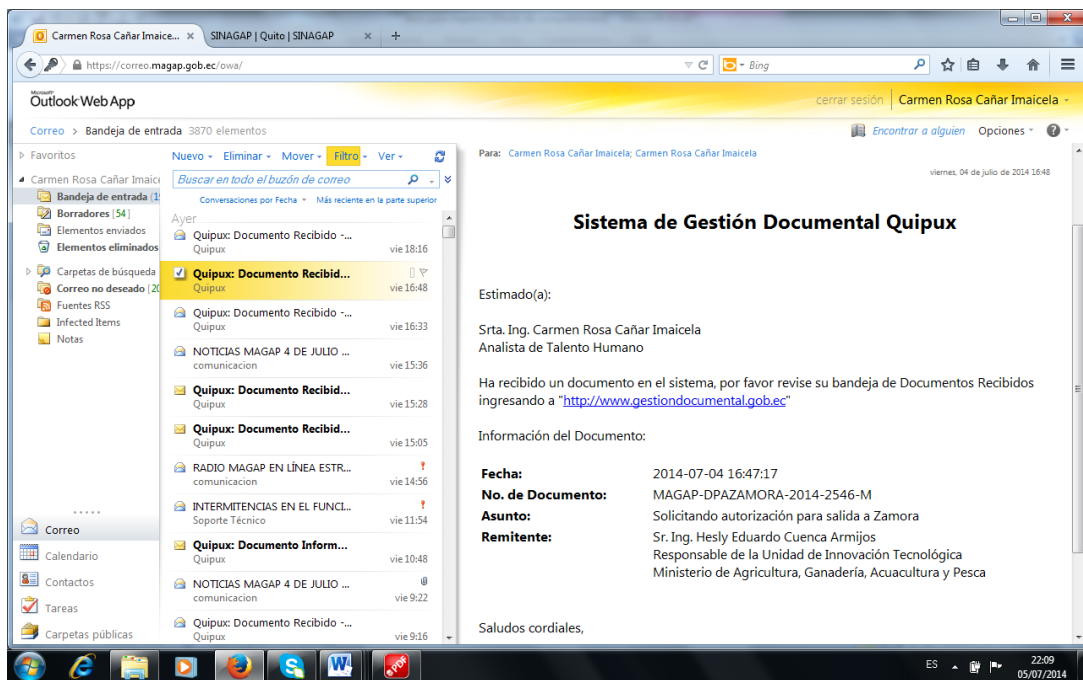 Carmen Rosa Cañar Imaice... ×
SINAGAP | Quito | SINAGAP ×
https://correo.magap.gob.ec/owa/
Bing
Microsoft
Outlook Web App
cerrar sesión
Carmen Rosa Cañar Imaicela
Correo > Bandeja de entrada 3870 elementos
Encontrar a alguien
Opciones
Favoritos
Carmen Rosa Cañar Imaice
Bandeja de entrada (19
Borradores [54]
Elementos enviados
Elementos eliminados
Carpetas de búsqueda
Correo no deseado (20
Fuentes RSS
Infected Items
Notas
Correo
Calendario
Contactos
Tareas
Carpetas públicas
Nuevo Eliminar Mover Filtro Ver
Buscar en todo el buzón de correo
Conversaciones por Fecha Más reciente en la parte superior
Ayer
Quipux: Documento Recibido -...
Quipux vie 18:16
Quipux: Documento Recibid...
Quipux vie 16:48
Quipux: Documento Recibido -...
Quipux vie 16:33
NOTICIAS MAGAP 4 DE JULIO ...
comunicacion vie 15:36
Quipux: Documento Recibid...
Quipux vie 15:28
Quipux: Documento Recibid...
Quipux vie 15:05
RADIO MAGAP EN LÍNEA ESTR...
comunicacion vie 14:56
INTERMITENCIAS EN EL FUNCI...
Soporte Técnico vie 11:54
Quipux: Documento Inform...
Quipux vie 10:48
NOTICIAS MAGAP 4 DE JULIO ...
comunicacion vie 9:22
Quipux: Documento Recibido -...
Quipux vie 9:16
Para: Carmen Rosa Cañar Imaicela; Carmen Rosa Cañar Imaicela
viernes, 04 de julio de 2014 16:48
Sistema de Gestión Documental Quipux
Estimado(a):
Srta. Ing. Carmen Rosa Cañar Imaicela
Analista de Talento Humano
Ha recibido un documento en el sistema, por favor revise su bandeja de Documentos Recibidos
ingresando a "http://www.gestiondocumental.gob.ec"
Información del Documento:
Fecha: 2014-07-04 16:47:17
No. de Documento: MAGAP-DPAZAMORA-2014-2546-M
Asunto: Solicitando autorización para salida a Zamora
Remitente: Sr. Ing. Hesly Eduardo Cuenca Armijos
Responsable de la Unidad de Innovación Tecnológica
Ministerio de Agricultura, Ganadería, Acuacultura y Pesca
Saludos cordiales,
ES
22:09
05/07/2014